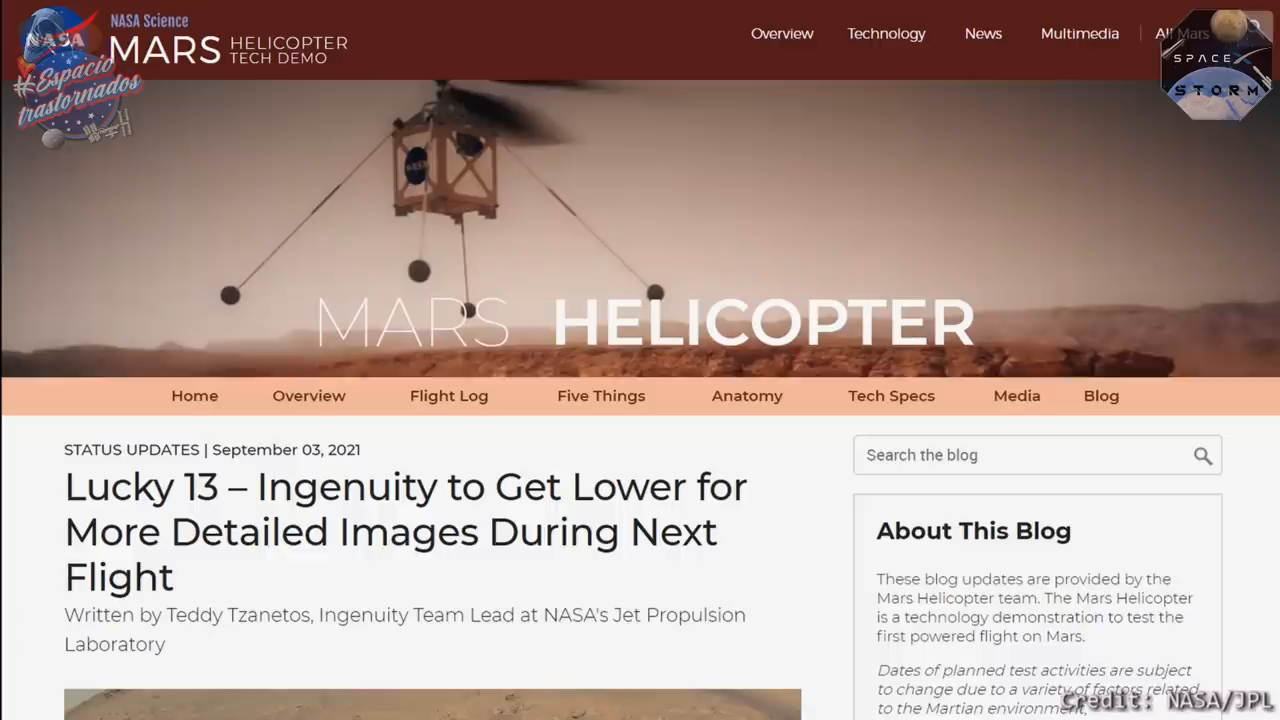 NASA Science
NASA
MARS HELICOPTER
TECH DEMO
Overview Technology News Multimedia All Mars
#Espacio
trastornados
SPACE X
STORM
MARS HELICOPTER
Home Overview Flight Log Five Things Anatomy Tech Specs Media Blog
STATUS UPDATES | September 03, 2021
Lucky 13 – Ingenuity to Get Lower for
More Detailed Images During Next
Flight
Written by Teddy Tzanetos, Ingenuity Team Lead at NASA's Jet Propulsion
Laboratory
Search the blog
About This Blog
These blog updates are provided by the
Mars Helicopter team. The Mars Helicopter
is a technology demonstration to test the
first powered flight on Mars.
Dates of planned test activities are subject
to change due to a variety of factors related
to the Martian environment,
Credit: NASA/JPL